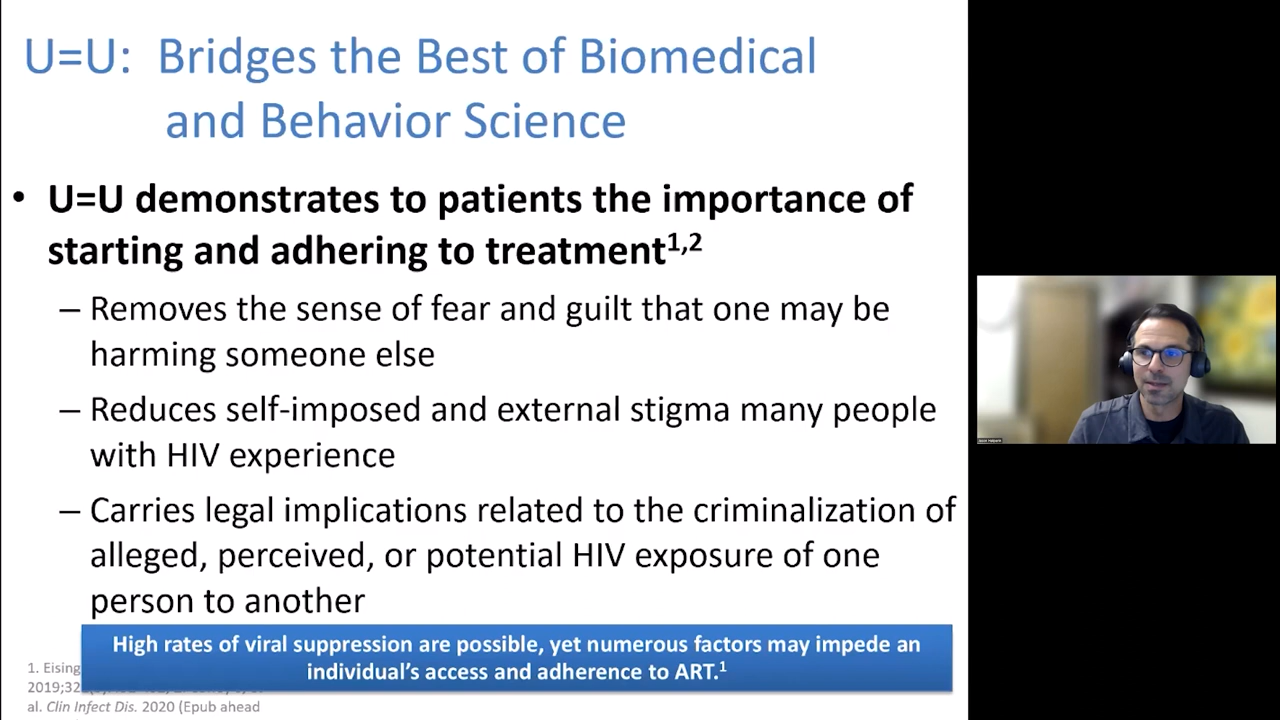 U=U: Bridges the Best of Biomedical
and Behavior Science
• U=U demonstrates to patients the importance of
starting and adhering to treatment1,2
– Removes the sense of fear and guilt that one may be
harming someone else
– Reduces self-imposed and external stigma many people
with HIV experience
– Carries legal implications related to the criminalization of
alleged, perceived, or potential HIV exposure of one
person to another
High rates of viral suppression are possible, yet numerous factors may impede an
individual's access and adherence to ART.1
1. Eising
2019;32
al. Clin Infect Dis. 2020 (Epub ahead